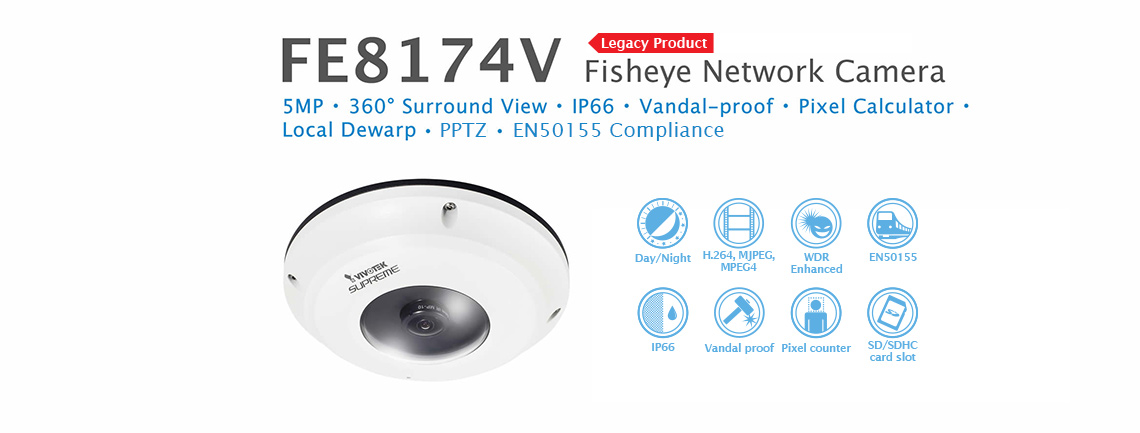 Legacy Product
FE8174V Fisheye Network Camera
5MP • 360° Surround View • IP66 • Vandal-proof • Pixel Calculator •
Local Dewarp • PPTZ • EN50155 Compliance
VIVOTEK
SUPREME
Day/Night
H.264, MJPEG,
MPEG4
WDR
Enhanced
EN50155
IP66
Vandal proof
Pixel counter
SD/SDHC
card slot